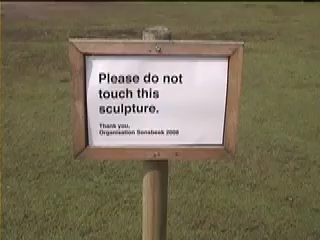 Please do not
touch this
sculpture.
Thank you,
Organisation Sonsbeek 2008